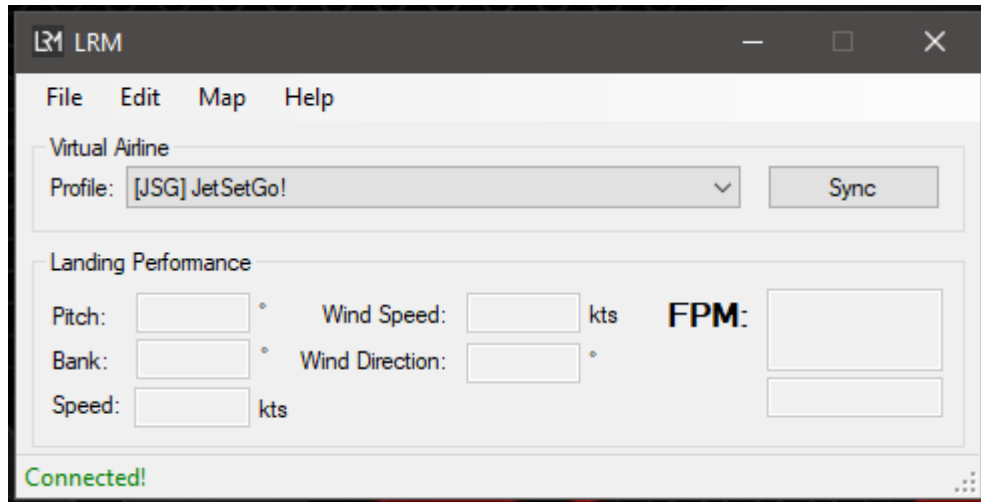 LRM LRM
File Edit Map Help
Virtual Airline
Profile: [JSG] JetSetGo! Sync
Landing Performance
Pitch: ° Wind Speed: kts FPM:
Bank: ° Wind Direction: °
Speed: kts
Connected!